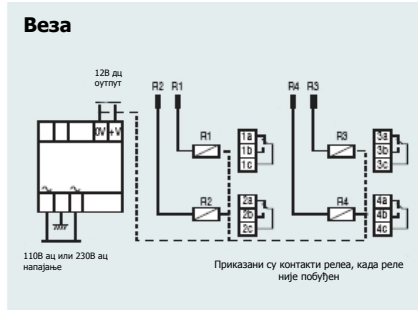 Веза
12В дц
оутпут
R2 R1
R4 R3
0V +V
R1
1a
1b
1c
R3
3a
3b
3c
R2
2a
2b
2c
R4
4a
4b
4c
110В ац или 230В ац
напајање
Приказани су контакти релеа, када реле
није побуђен